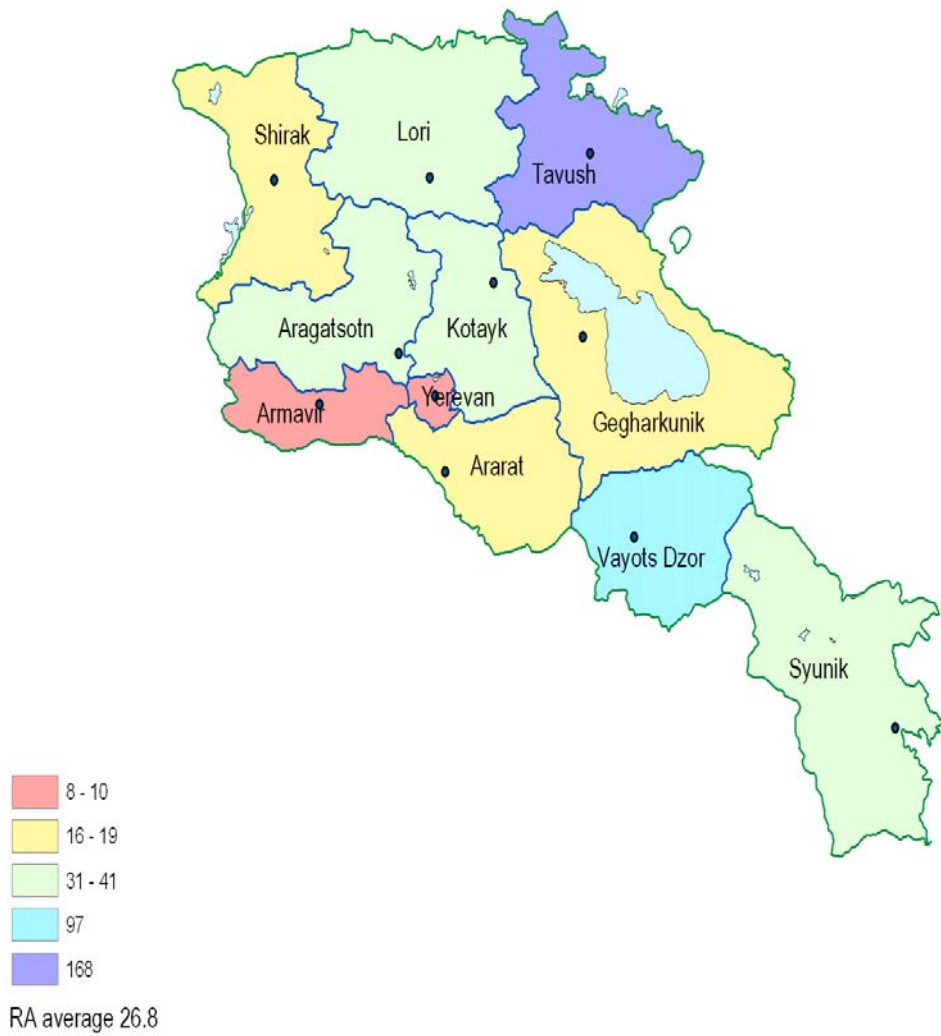 Shirak
Lori
Tavush
Aragatsotn
Kotayk
Armavir
Yerevan
Gegharkunik
Ararat
Vayots Dzor
Syunik
8 - 10
16 - 19
31 - 41
97
168
RA average 26.8